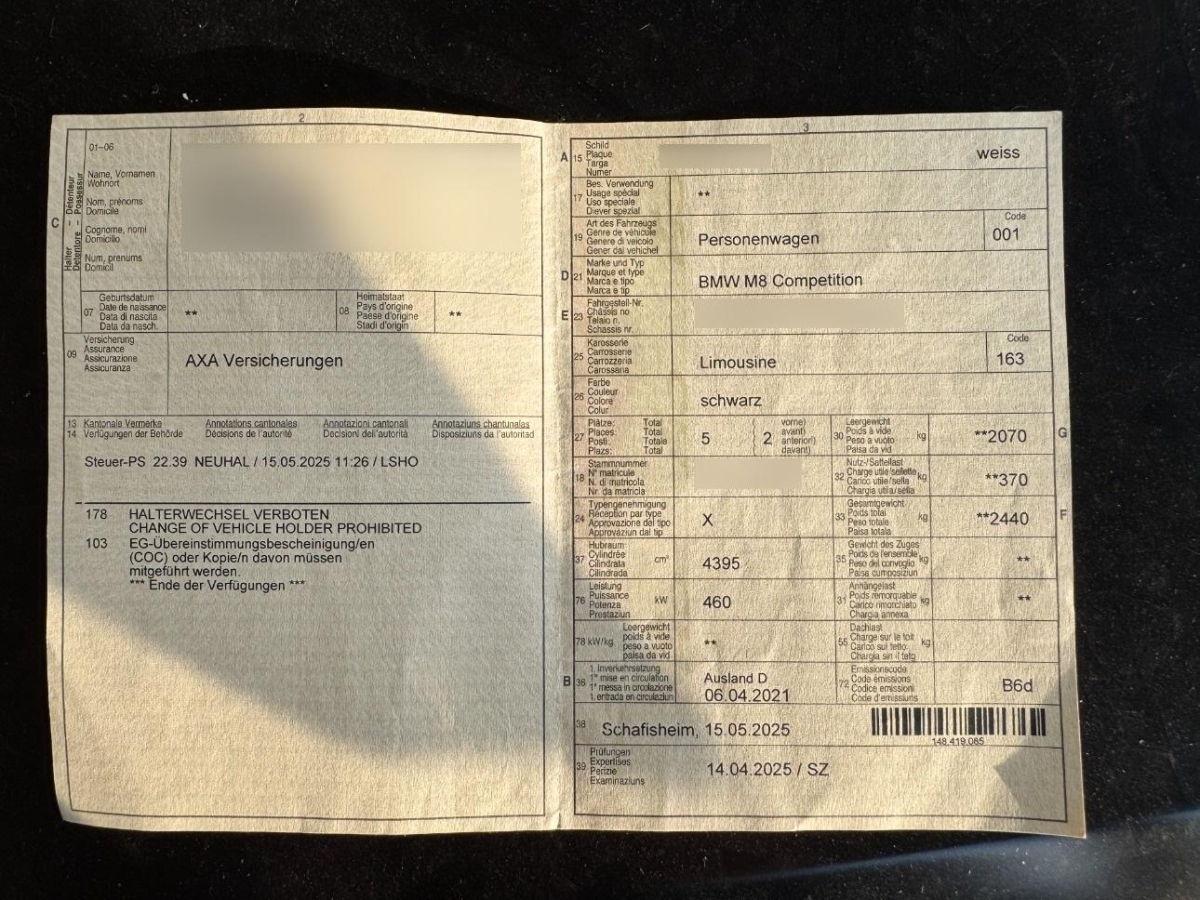 2
01–06
Name, Vornamen
Wohnort
Nom, prénoms
Domicile
Cognome, nomi
Domicilio
Num, prenums
Domicil
C
Halter – Détenteur
Detentore – Possessur
07
Geburtsdatum
Date de naissance
Data di nascita
Data da nasch.
**
08
Heimatstaat
Pays d'origine
Paese d'origine
Stadi d'origin
**
09
Versicherung
Assurance
Assicurazione
Assicuranza
AXA Versicherungen
13 Kantonale Vermerke
14 Verfügungen der Behörde
Annotations cantonales
Décisions de l'autorité
Annotazioni cantonali
Decisioni dell'autorità
Annotaziuns chantunalas
Disposiziuns da l'autoritad
Steuer-PS 22.39 NEUHAL / 15.05.2025 11:26 / LSHO
178 HALTERWECHSEL VERBOTEN
CHANGE OF VEHICLE HOLDER PROHIBITED
103 EG-Übereinstimmungsbescheinigung/en
(COC) oder Kopie/n davon müssen
mitgeführt werden.
*** Ende der Verfügungen ***
3
A 15
Schild
Plaque
Targa
Numer
weiss
17
Bes. Verwendung
Usage spécial
Uso speciale
Diever spezial
**
19
Art des Fahrzeugs
Genre de véhicule
Genere di veicolo
Gener dal vehichel
Personenwagen
Code
001
D 21
Marke und Typ
Marque et type
Marca e tipo
Marca e tip
BMW M8 Competition
E 23
Fahrgestell-Nr.
Châssis no
Telaio n.
Schassis nr.
25
Karosserie
Carrosserie
Carrozzeria
Carossaria
Limousine
Code
163
26
Farbe
Couleur
Colore
Colur
schwarz
27
Plätze: Total
Places: Total
Posti: Totale
Plazs: Total
5
2
vorne)
avant)
anteriori)
davant)
30
Leergewicht
Poids à vide
Peso a vuoto
Paisa da vid
kg
**2070
G
18
Stammnummer
N° matricule
N. di matricola
Nr. da matricla
32
Nutz-/Sattellast
Charge utile/sellette
Carico utile/sella
Chargia utila/sella
kg
**370
24
Typengenehmigung
Réception par type
Approvazione del tipo
Approvaziun dal tip
X
33
Gesamtgewicht
Poids total
Peso totale
Paisa totala
kg
**2440
F
37
Hubraum
Cylindrée
Cilindrata
Cilindrada
cm³
4395
35
Gewicht des Zuges
Poids de l'ensemble
Peso del convoglio
Paisa cumposiziun
kg
**
76
Leistung
Puissance
Potenza
Prestaziun
kW
460
31
Anhängelast
Poids remorquable
Carico rimorchiato
Chargia annexa
kg
**
78 kW/kg
Leergewicht
poids à vide
peso a vuoto
paisa da vid
**
55
Dachlast
Charge sur le toit
Carico sul tetto
Chargia sin il tetg
kg
B 36
1. Inverkehrsetzung
1re mise en circulation
1a messa in circolazione
1. entrada en circulaziun
Ausland D
06.04.2021
72
Emissionscode
Code émissions
Codice emissioni
Code d'emissiuns
B6d
38
Schafisheim, 15.05.2025
148.419.065
39
Prüfungen
Expertises
Perizie
Examinaziuns
14.04.2025 / SZ